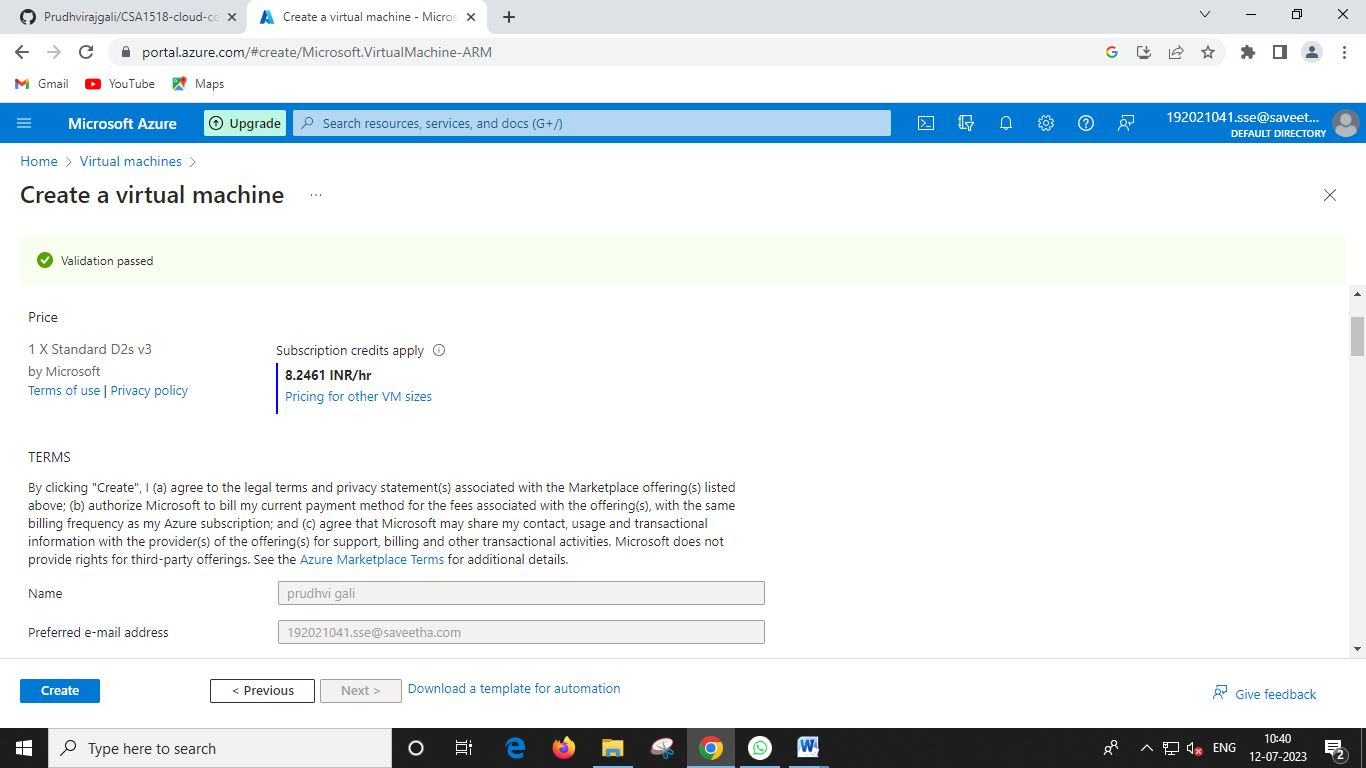 Prudhvirajgali/CSA1518-cloud-co
Create a virtual machine - Micros
portal.azure.com/#create/Microsoft.VirtualMachine-ARM
Gmail YouTube Maps
Microsoft Azure Upgrade Search resources, services, and docs (G+/) 192021041.sse@saveet...
DEFAULT DIRECTORY
Home > Virtual machines >
Create a virtual machine ...
Validation passed
Price
1 X Standard D2s v3
by Microsoft
Terms of use | Privacy policy
Subscription credits apply
8.2461 INR/hr
Pricing for other VM sizes
TERMS
By clicking "Create", I (a) agree to the legal terms and privacy statement(s) associated with the Marketplace offering(s) listed
above; (b) authorize Microsoft to bill my current payment method for the fees associated with the offering(s), with the same
billing frequency as my Azure subscription; and (c) agree that Microsoft may share my contact, usage and transactional
information with the provider(s) of the offering(s) for support, billing and other transactional activities. Microsoft does not
provide rights for third-party offerings. See the Azure Marketplace Terms for additional details.
Name prudhvi gali
Preferred e-mail address 192021041.sse@saveetha.com
Create < Previous Next > Download a template for automation Give feedback
Type here to search
ENG
10:40
12-07-2023
2